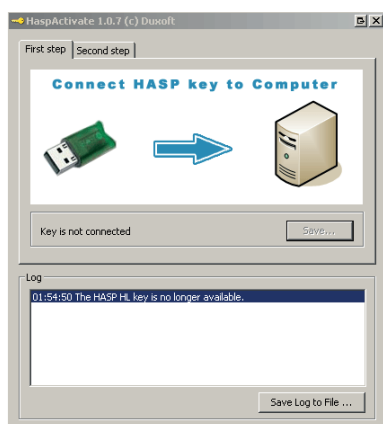 HaspActivate 1.0.7 (c) Duxoft
First step Second step
Connect HASP key to Computer
Key is not connected Save...
Log
01:54:50 The HASP HL key is no longer available.
Save Log to File ...